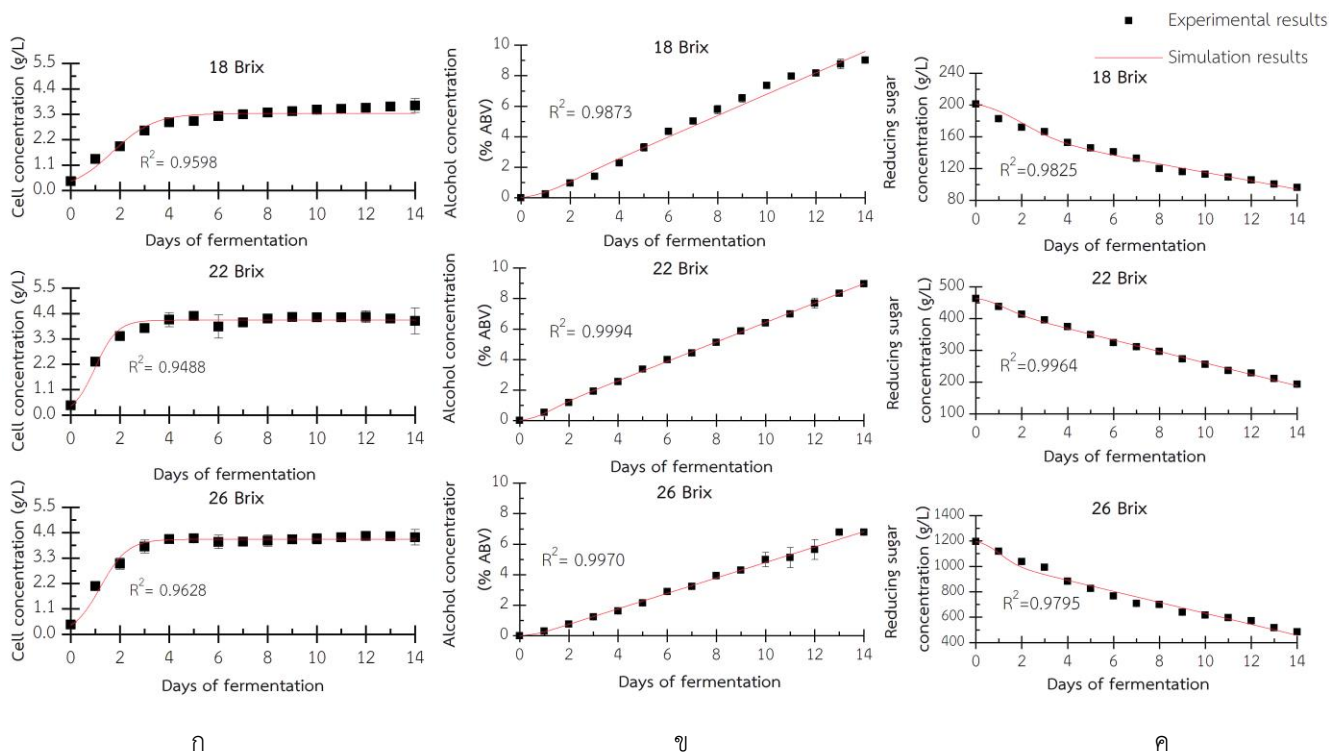 Experimental results
Simulation results
18 Brix
Cell concentration (g/L)
5.5
4.4
3.3
2.2
1.1
0.0
R²= 0.9598
0 2 4 6 8 10 12 14
Days of fermentation
18 Brix
Alcohol concentration
(% ABV)
10
8
6
4
2
0
R²= 0.9873
0 2 4 6 8 10 12 14
Days of fermentation
18 Brix
Reducing sugar
concentration (g/L)
240
200
160
120
80
R²= 0.9825
0 2 4 6 8 10 12 14
Days of fermentation
22 Brix
Cell concentration (g/L)
5.5
4.4
3.3
2.2
1.1
0.0
R²= 0.9488
0 2 4 6 8 10 12 14
Days of fermentation
22 Brix
Alcohol concentration
(% ABV)
10
8
6
4
2
0
R²= 0.9994
0 2 4 6 8 10 12 14
Days of fermentation
22 Brix
Reducing sugar
concentration (g/L)
500
400
300
200
100
R²= 0.9964
0 2 4 6 8 10 12 14
Days of fermentation
26 Brix
Cell concentration (g/L)
5.5
4.4
3.3
2.2
1.1
0.0
R²= 0.9628
0 2 4 6 8 10 12 14
Days of fermentation
26 Brix
Alcohol concentratior
(% ABV)
10
8
6
4
2
0
R²= 0.9970
0 2 4 6 8 10 12 14
Days of fermentation
26 Brix
Reducing sugar
concentration (g/L)
1400
1200
1000
800
600
400
R²=0.9795
0 2 4 6 8 10 12 14
Days of fermentation
ก ข ค